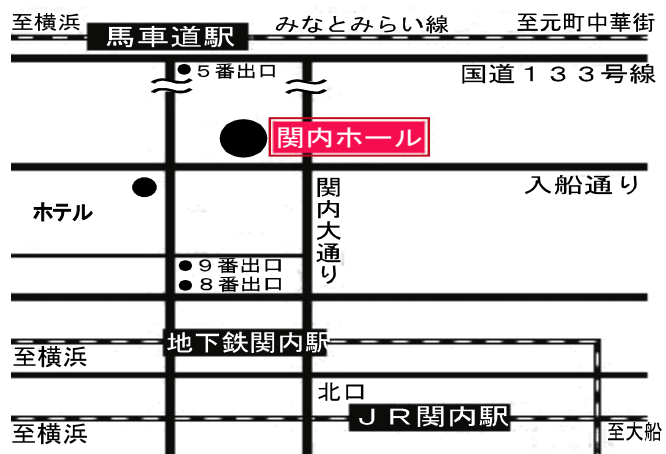 至横浜
みなとみらい線
至元町中華街
馬車道駅
５番出口
国道１３３号線
関内ホール
入船通り
ホテル
関内大通り
９番出口
８番出口
地下鉄関内駅
至横浜
北口
ＪＲ関内駅
至横浜
至大船